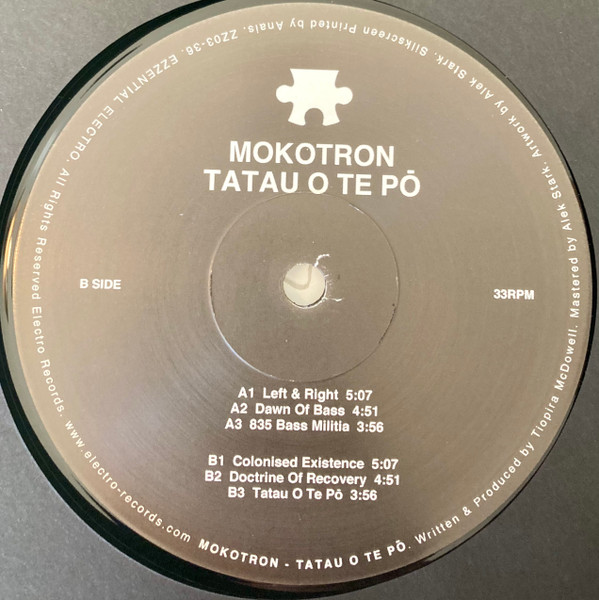 MOKOTRON
TATAU O TE PŌ
B SIDE
33RPM
A1 Left & Right 5:07
A2 Dawn Of Bass 4:51
A3 835 Bass Militia 3:56
B1 Colonised Existence 5:07
B2 Doctrine Of Recovery 4:51
B3 Tatau O Te Pō 3:56
MOKOTRON - TATAU O TE PŌ. Written & Produced by Tiopira McDowell. Mastered by Alek Stark. Artwork by Alek Stark. Silkscreen Printed by Anaïs. ZZ03-36. EZZENTIAL ELECTRO. All Rights Reserved Electro Records. www.electro-records.com